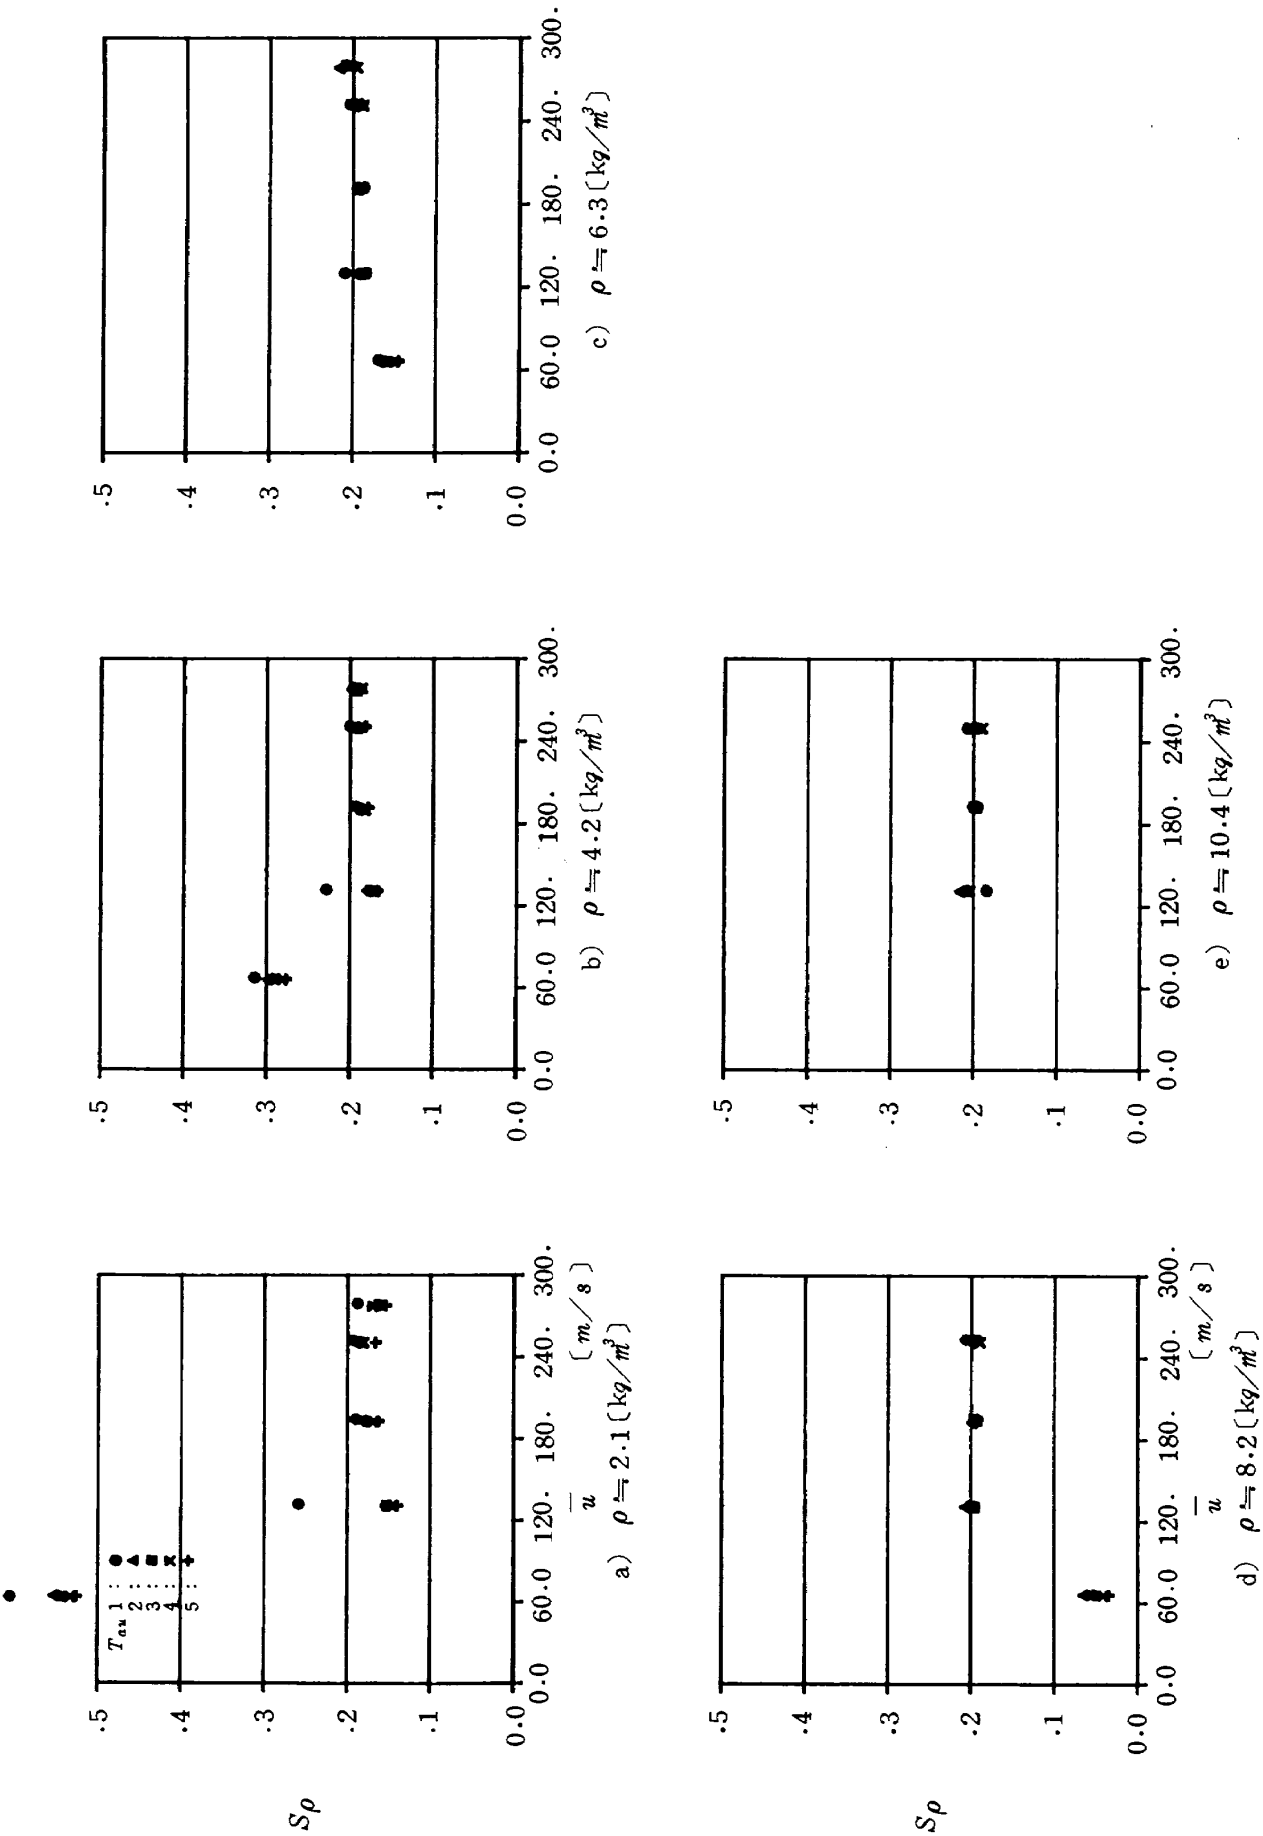 Sρ
.5
.4
.3
.2
.1
0.0
Tau 1 : ●
2 : ▲
3 : ■
4 : ×
5 : +
0.0 60.0 120. 180. 240. 300.
u̅ [m/s]
a) ρ≒2.1[kg/m³]
.5
.4
.3
.2
.1
0.0
0.0 60.0 120. 180. 240. 300.
b) ρ≒4.2[kg/m³]
.5
.4
.3
.2
.1
0.0
0.0 60.0 120. 180. 240. 300.
c) ρ≒6.3[kg/m³]
Sρ
.5
.4
.3
.2
.1
0.0
0.0 60.0 120. 180. 240. 300.
u̅ [m/s]
d) ρ≒8.2[kg/m³]
.5
.4
.3
.2
.1
0.0
0.0 60.0 120. 180. 240. 300.
e) ρ≒10.4[kg/m³]